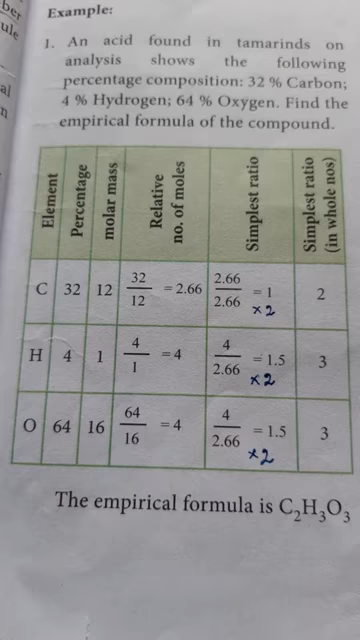 ber
ule
al
Example:
1. An acid found in tamarinds on
analysis shows the following
percentage composition: 32 % Carbon;
4 % Hydrogen; 64 % Oxygen. Find the
empirical formula of the compound.
Element Percentage molar mass Relative no. of moles Simplest ratio Simplest ratio (in whole nos)
C 32 12 32/12 = 2.66 2.66/2.66 = 1 ×2 2
H 4 1 4/1 = 4 4/2.66 = 1.5 ×2 3
O 64 16 64/16 = 4 4/2.66 = 1.5 ×2 3
The empirical formula is C₂H₃O₃